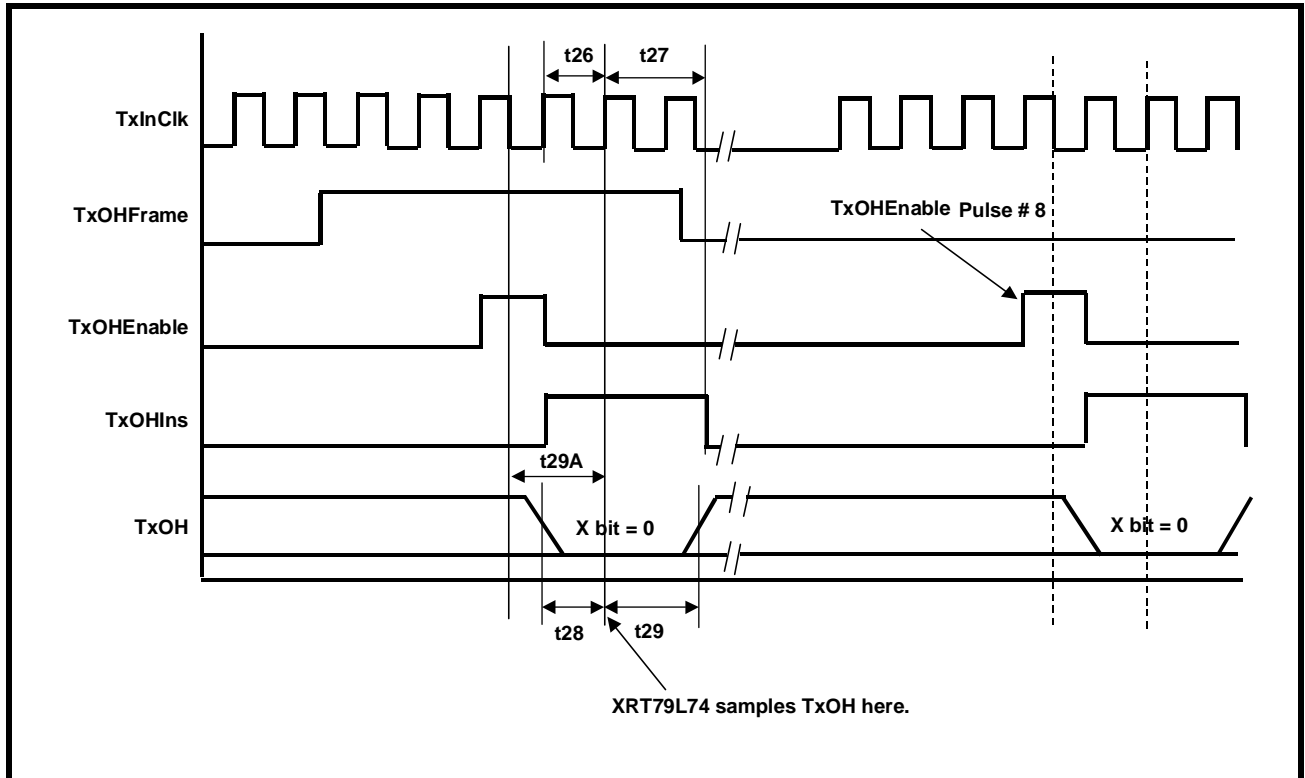 t26
t27
TxInClk
TxOHFrame
TxOHEnable Pulse # 8
TxOHEnable
TxOHIns
t29A
TxOH
X bit = 0
X bit = 0
t28
t29
XRT79L74 samples TxOH here.